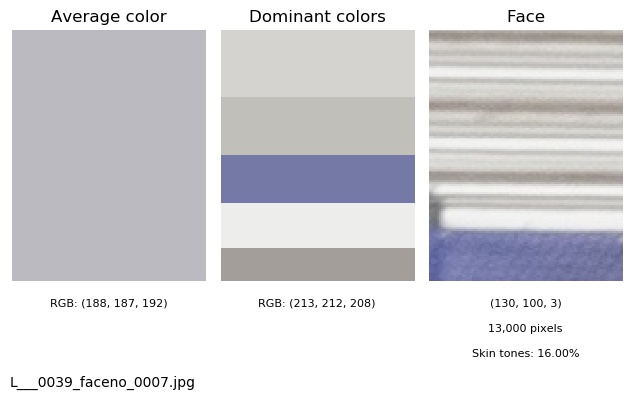 Average color
Dominant colors
Face
RGB: (188, 187, 192)
RGB: (213, 212, 208)
(130, 100, 3)
13,000 pixels
Skin tones: 16.00%
L___0039_faceno_0007.jpg